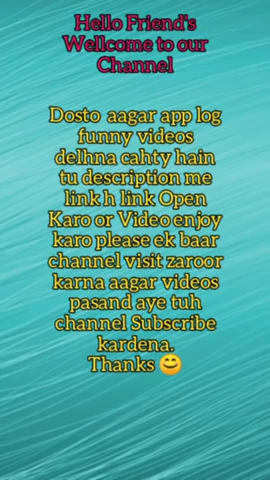 Hello Friend's
Wellcome to our
Channel
Dosto aagar app log
funny videos
delhna cahty hain
tu description me
link h link Open
Karo or Video enjoy
karo please ek baar
channel visit zaroor
karna aagar videos
pasand aye tuh
channel Subscribe
kardena.
Thanks 😊